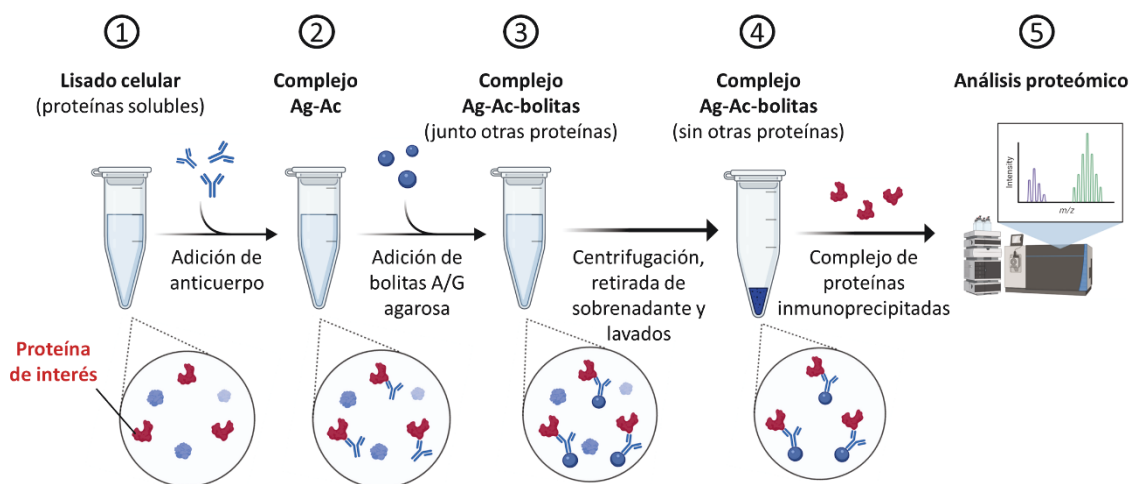 1
Lisado celular
(proteínas solubles)
2
Complejo
Ag-Ac
3
Complejo
Ag-Ac-bolitas
(junto otras proteínas)
4
Complejo
Ag-Ac-bolitas
(sin otras proteínas)
5
Análisis proteómico
Intensity
m/z
Adición de
anticuerpo
Adición de
bolitas A/G
agarosa
Centrifugación,
retirada de
sobrenadante y
lavados
Complejo de
proteínas
inmunoprecipitadas
Proteína
de interés